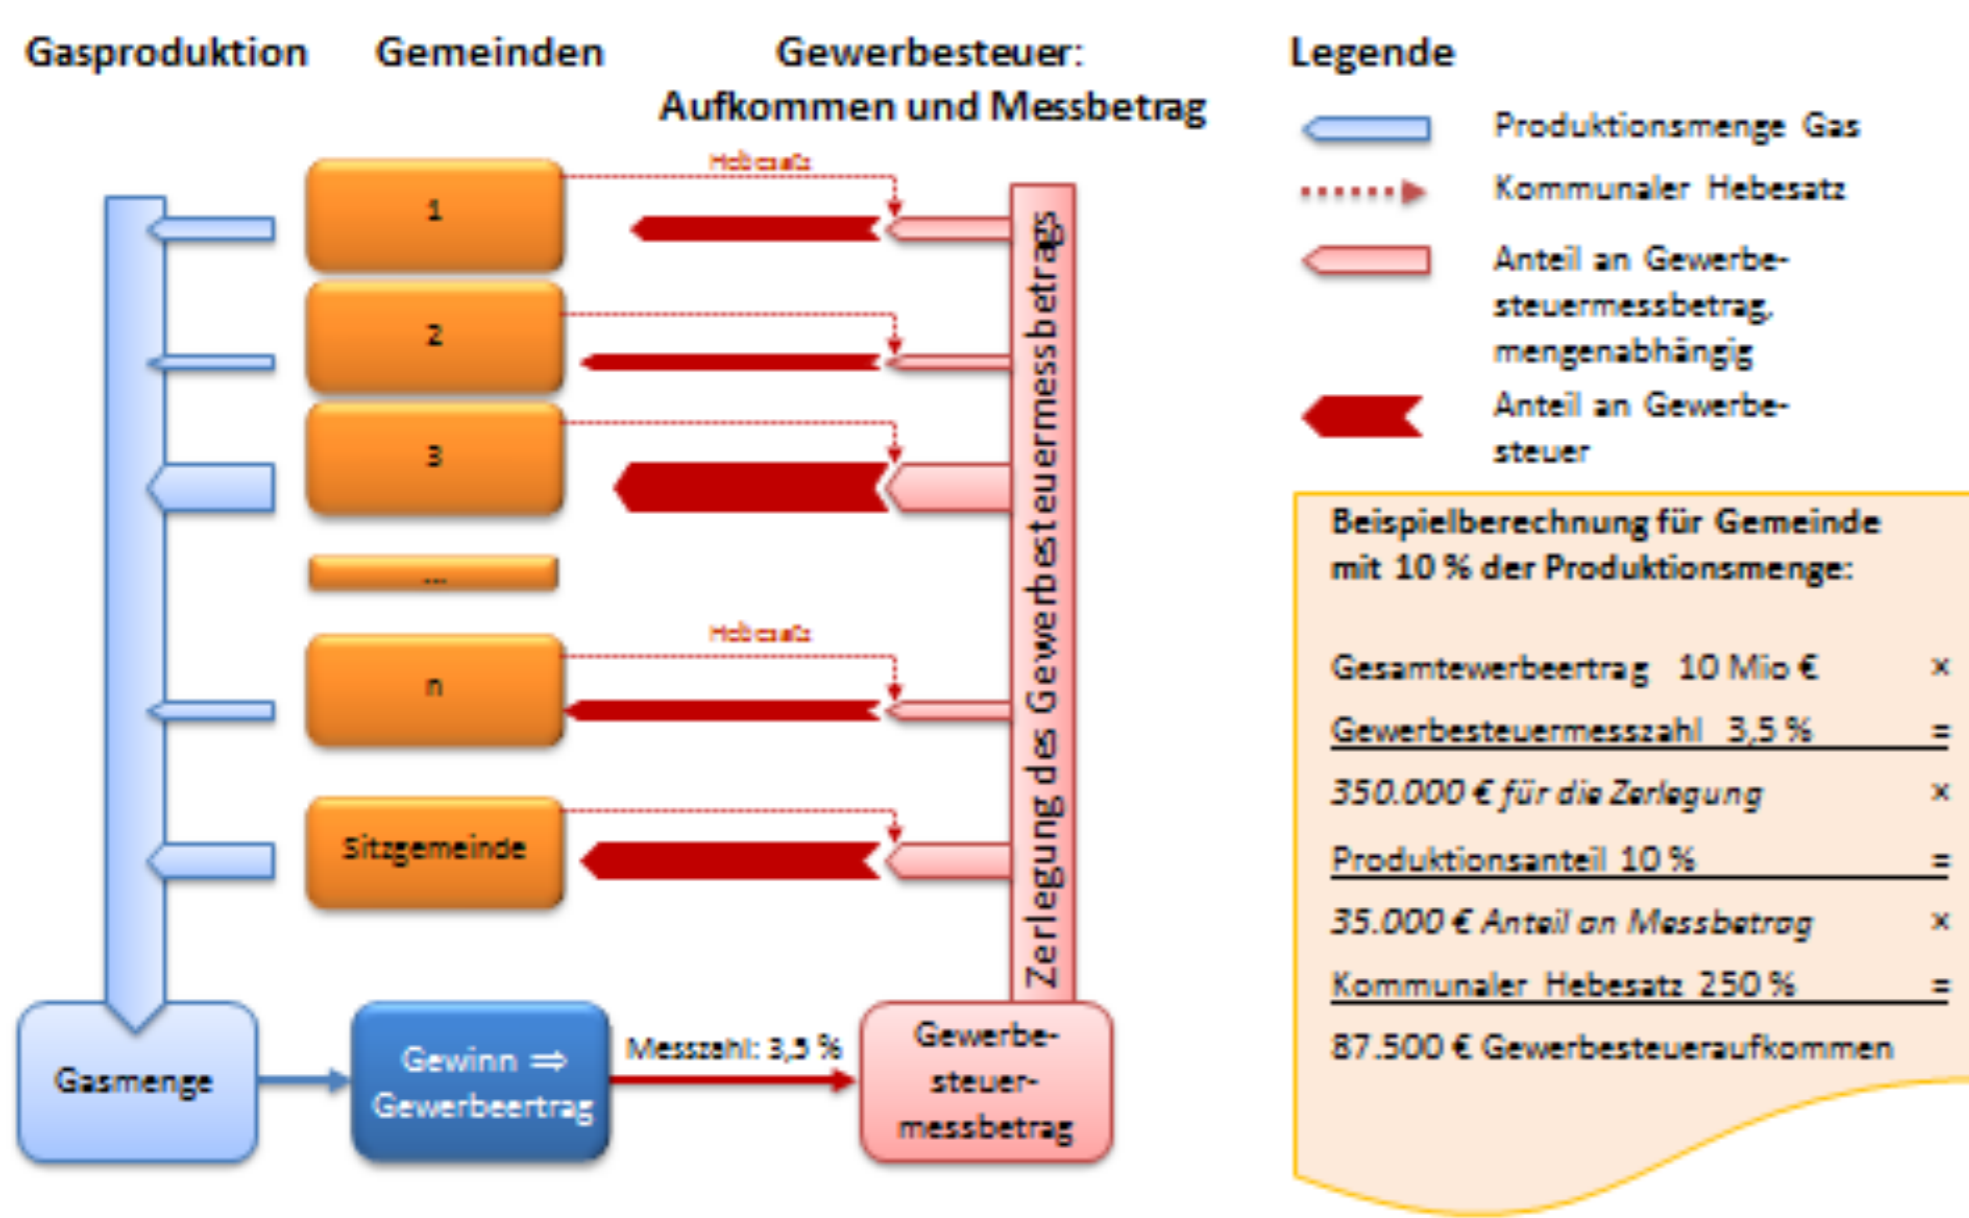 Gasproduktion
Gemeinden
Gewerbesteuer:
Aufkommen und Messbetrag
Hebesatz
1
2
3
...
Hebesatz
n
Sitzgemeinde
Zerlegung des Gewerbesteuermessbetrags
Gasmenge
Gewinn ⇒
Gewerbeertrag
Messzahl: 3,5 %
Gewerbe-
steuer-
messbetrag
Legende
Produktionsmenge Gas
Kommunaler Hebesatz
Anteil an Gewerbe-
steuermessbetrag,
mengenabhängig
Anteil an Gewerbe-
steuer
Beispielberechnung für Gemeinde
mit 10 % der Produktionsmenge:
Gesamtewerbeertrag 10 Mio € ×
Gewerbesteuermesszahl 3,5 % =
350.000 € für die Zerlegung ×
Produktionsanteil 10 % =
35.000 € Anteil an Messbetrag ×
Kommunaler Hebesatz 250 % =
87.500 € Gewerbesteueraufkommen